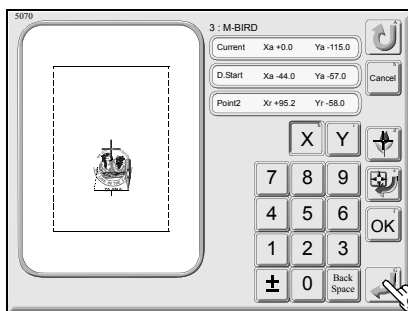 5070
3 : M-BIRD
Current Xa +0.0 Ya -115.0
D.Start Xa -44.0 Ya -57.0
Cancel
Point2 Xr +95.2 Yr -58.0
X Y
7 8 9
4 5 6
OK
1 2 3
± 0 Back Space